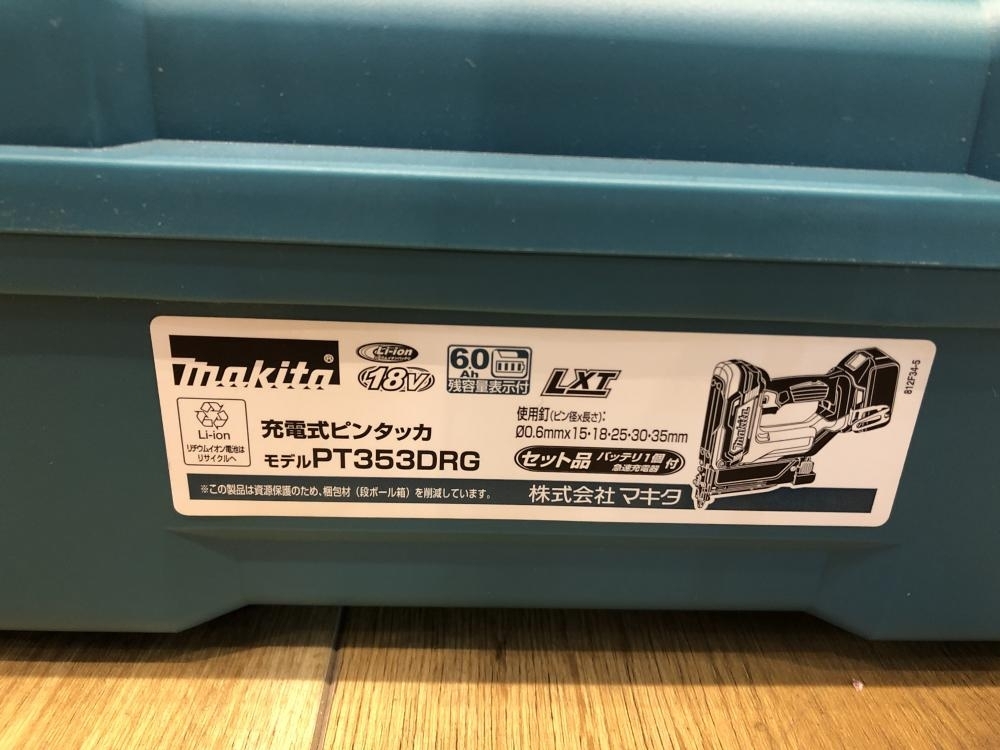 makita®
Li-ion
18V
6.0
Ah
残容量表示付
LXT
Li-ion
リチウムイオン電池は
リサイクルへ
充電式ピンタッカ
モデルPT353DRG
使用釘(ピン径x長さ):
Ø0.6mmx15・18・25・30・35mm
セット品 バッテリ1個
急速充電器 付
※この製品は資源保護のため、梱包材(段ボール箱)を削減しています。
株式会社マキタ
makita
812F34-5